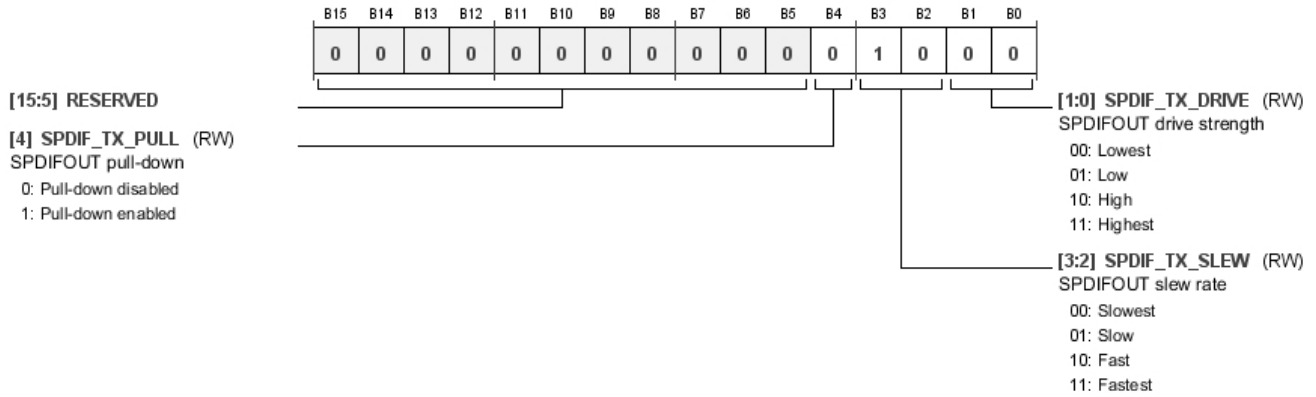 B15 B14 B13 B12 B11 B10 B9 B8 B7 B6 B5 B4 B3 B2 B1 B0
0 0 0 0 0 0 0 0 0 0 0 0 1 0 0 0
[15:5] RESERVED
[4] SPDIF_TX_PULL (RW)
SPDIFOUT pull-down
0: Pull-down disabled
1: Pull-down enabled
[1:0] SPDIF_TX_DRIVE (RW)
SPDIFOUT drive strength
00: Lowest
01: Low
10: High
11: Highest
[3:2] SPDIF_TX_SLEW (RW)
SPDIFOUT slew rate
00: Slowest
01: Slow
10: Fast
11: Fastest